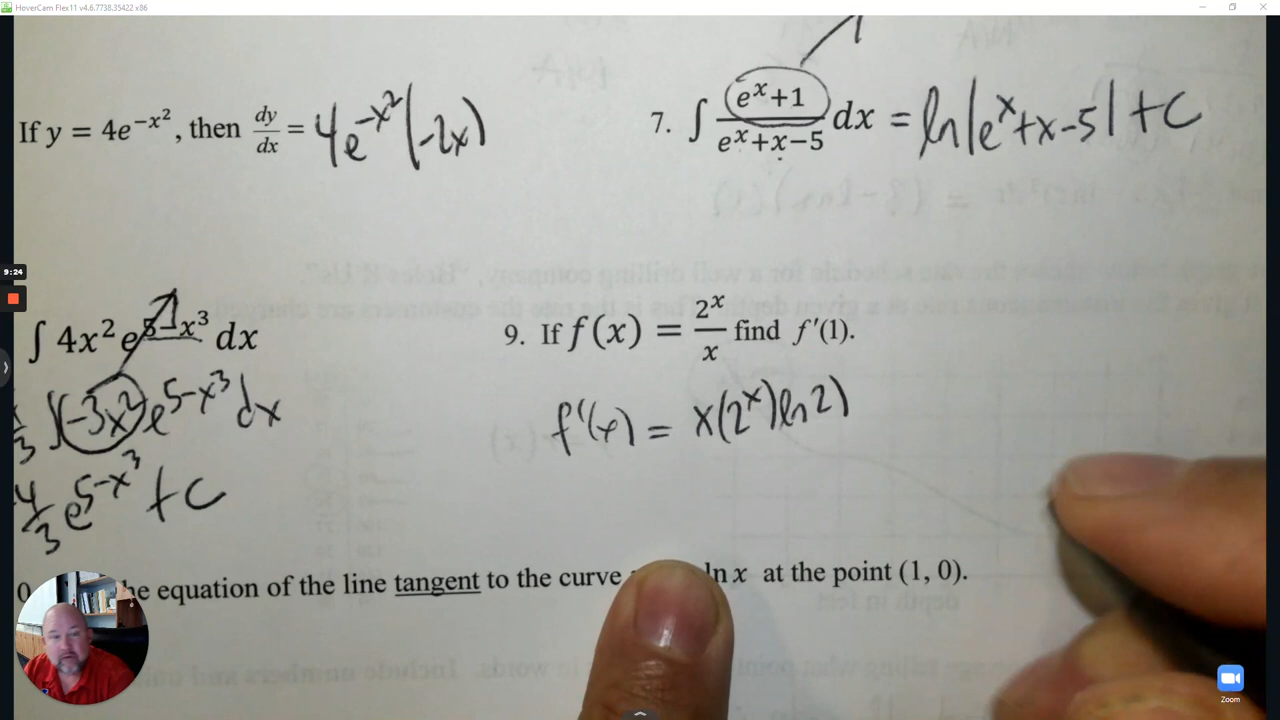 HoverCam Flex11 v4.6.7738.35422 x86
If y = 4e^{-x^2}, then dy/dx = 4e^{-x^2}(-2x)
7. ∫ (e^x+1)/(e^x+x-5) dx = ln|e^x+x-5| + C
9:24
∫ 4x^2 e^{5-x^3} dx
9. If f(x) = 2^x/x find f'(1).
3 ∫(-3x^2)e^{5-x^3}dx
f'(x) = x(2^x)ln2)
4/3 e^{5-x^3} + C
equation of the line tangent to the curve ln x at the point (1, 0).
Zoom